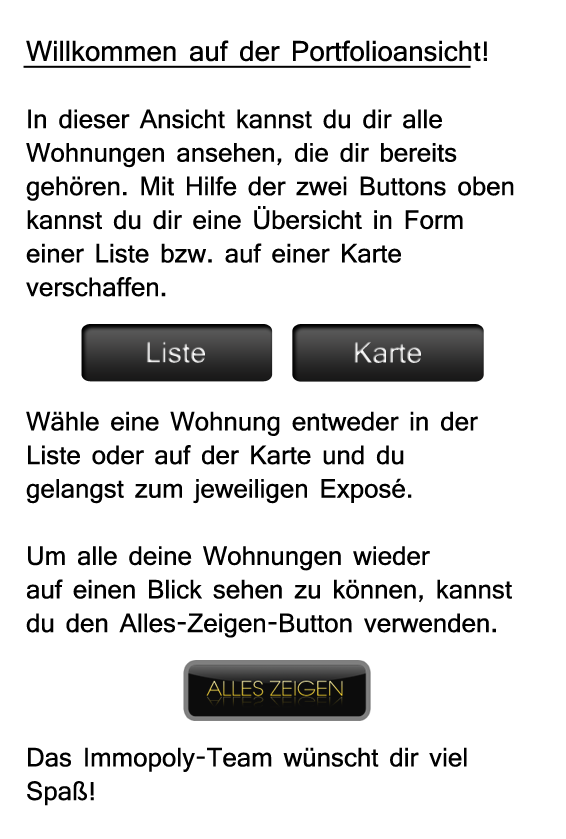 Willkommen auf der Portfolioansicht!
In dieser Ansicht kannst du dir alle
Wohnungen ansehen, die dir bereits
gehören. Mit Hilfe der zwei Buttons oben
kannst du dir eine Übersicht in Form
einer Liste bzw. auf einer Karte
verschaffen.
Liste Karte
Wähle eine Wohnung entweder in der
Liste oder auf der Karte und du
gelangst zum jeweiligen Exposé.
Um alle deine Wohnungen wieder
auf einen Blick sehen zu können, kannst
du den Alles-Zeigen-Button verwenden.
ALLES ZEIGEN
Das Immopoly-Team wünscht dir viel
Spaß!